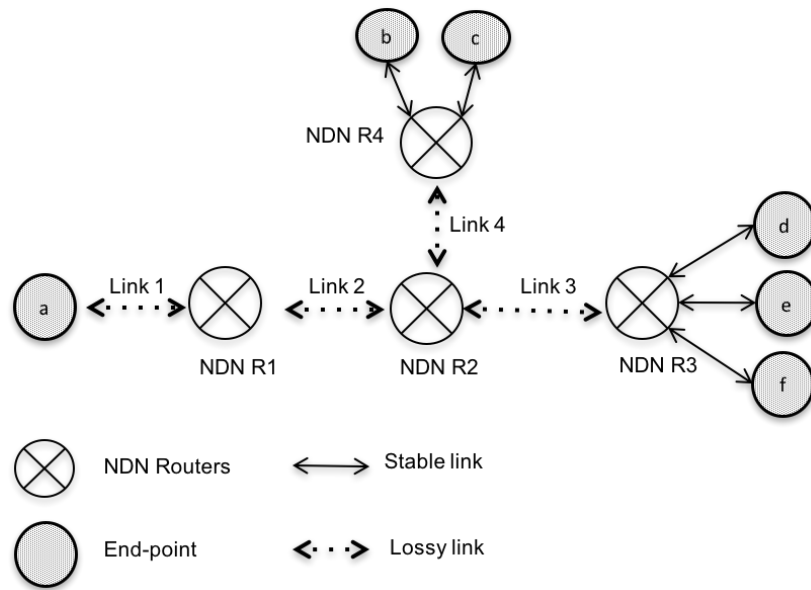 b
c
NDN R4
Link 4
d
Link 1
Link 2
Link 3
a
e
NDN R1
NDN R2
NDN R3
f
NDN Routers
Stable link
End-point
Lossy link